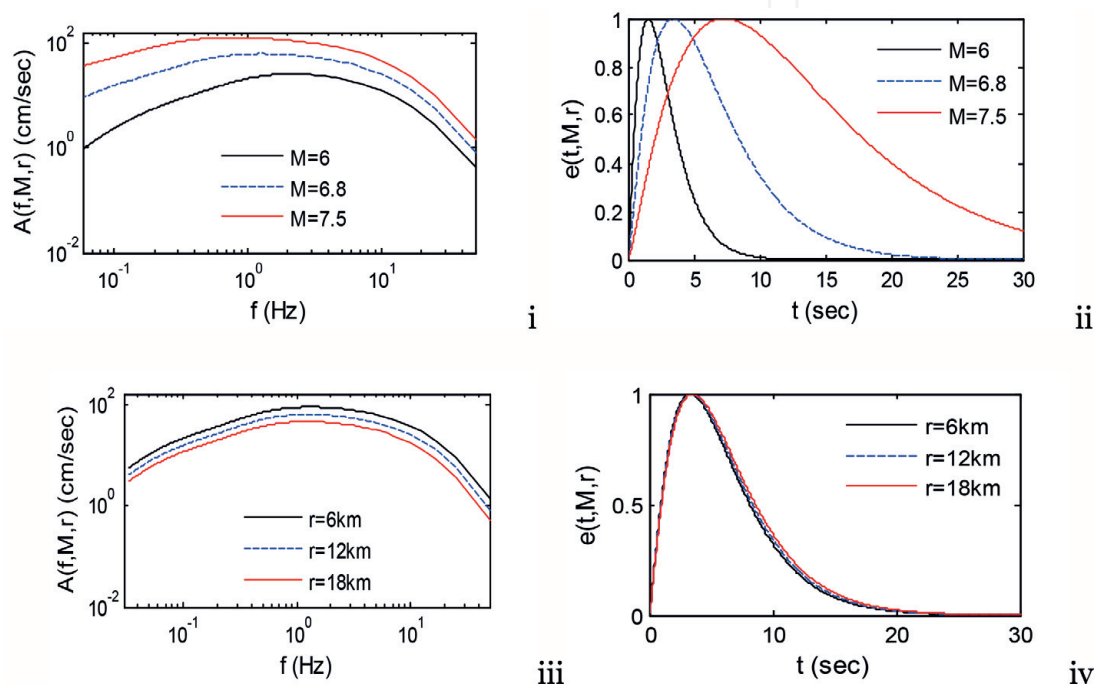 A(f,M,r) (cm/sec)
10^2
10^0
10^-2
M=6
M=6.8
M=7.5
10^-1
10^0
10^1
f (Hz)
i
e(t,M,r)
1
0.8
0.6
0.4
0.2
0
M=6
M=6.8
M=7.5
0
5
10
15
20
25
30
t (sec)
ii
A(f,M,r) (cm/sec)
10^2
10^0
10^-2
r=6km
r=12km
r=18km
10^-1
10^0
10^1
f (Hz)
iii
e(t,M,r)
1
0.5
0
r=6km
r=12km
r=18km
0
10
20
30
t (sec)
iv